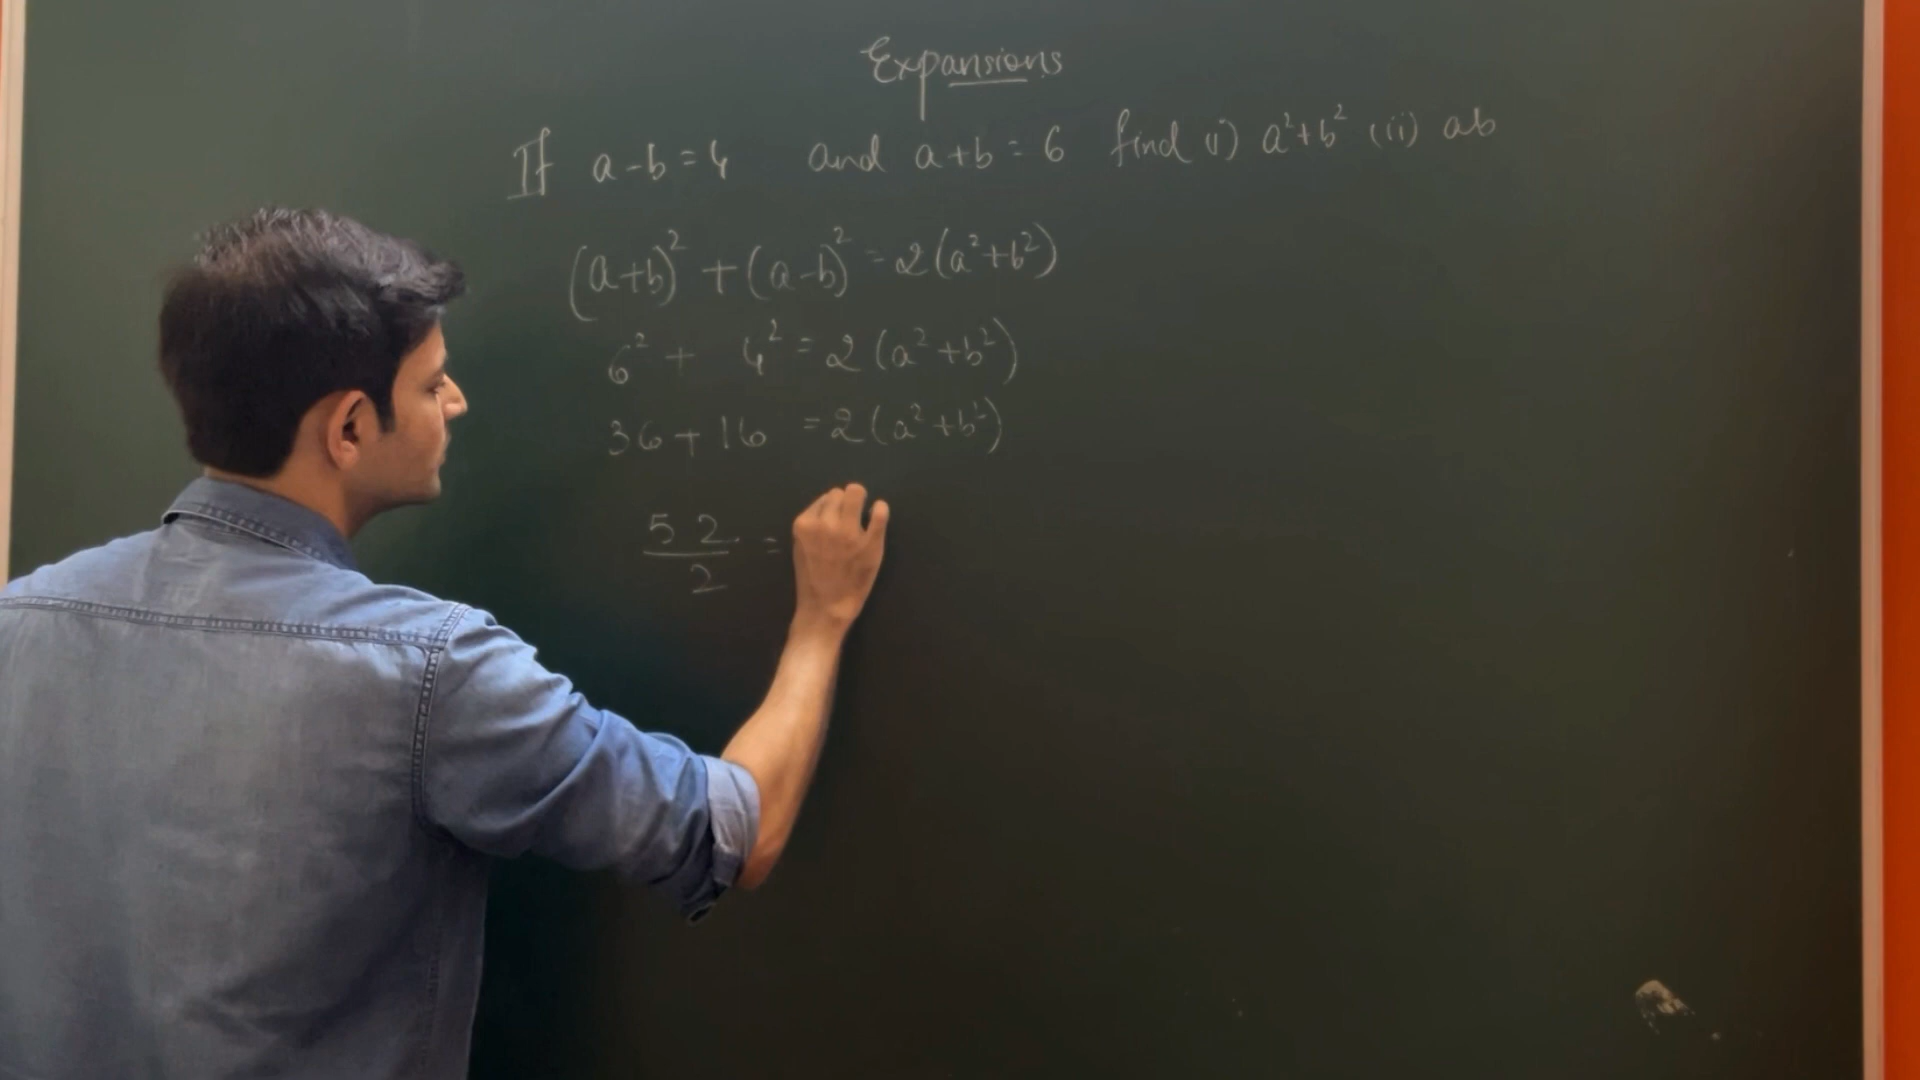 Expansions
If a-b=4 and a+b=6 find (i) a²+b² (ii) ab
(a+b)² + (a-b)² = 2(a²+b²)
6² + 4² = 2(a²+b²)
36+16 = 2(a²+b²)
52/2 =